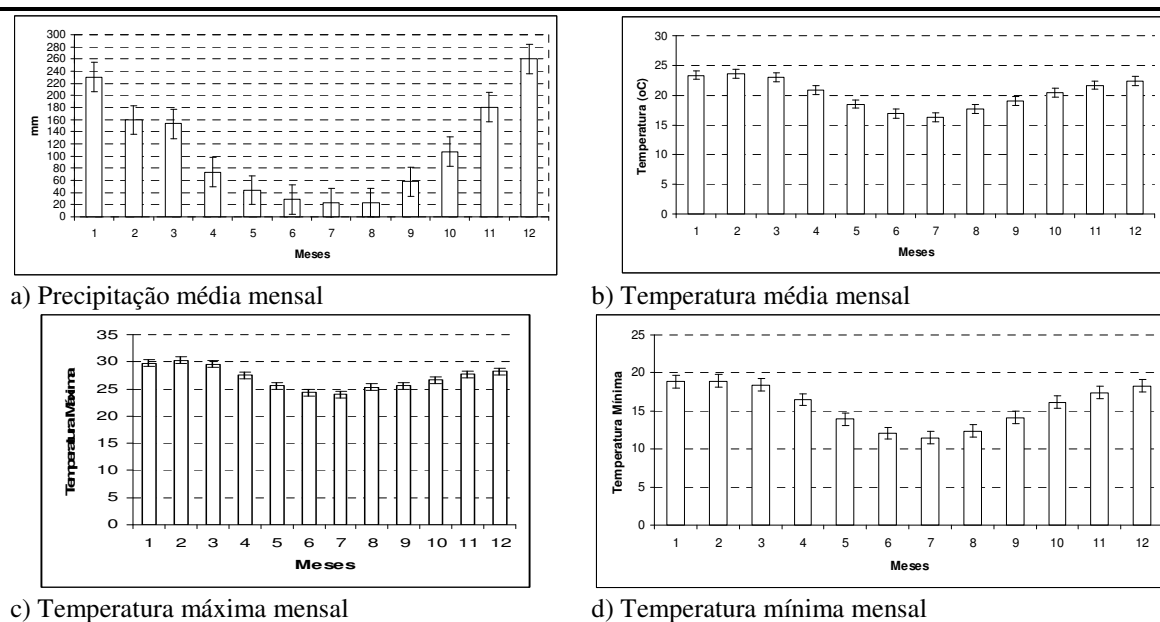 300
280
260
240
220
200
180
160
140
120
100
80
60
40
20
0
mm
1 2 3 4 5 6 7 8 9 10 11 12
Meses
a) Precipitação média mensal
30
25
20
15
10
5
0
Temperatura (oC)
1 2 3 4 5 6 7 8 9 10 11 12
Meses
b) Temperatura média mensal
35
30
25
20
15
10
5
0
Temperatura Máxima
1 2 3 4 5 6 7 8 9 10 11 12
Meses
c) Temperatura máxima mensal
25
20
15
10
5
0
Temperatura Mínima
1 2 3 4 5 6 7 8 9 10 11 12
Meses
d) Temperatura mínima mensal